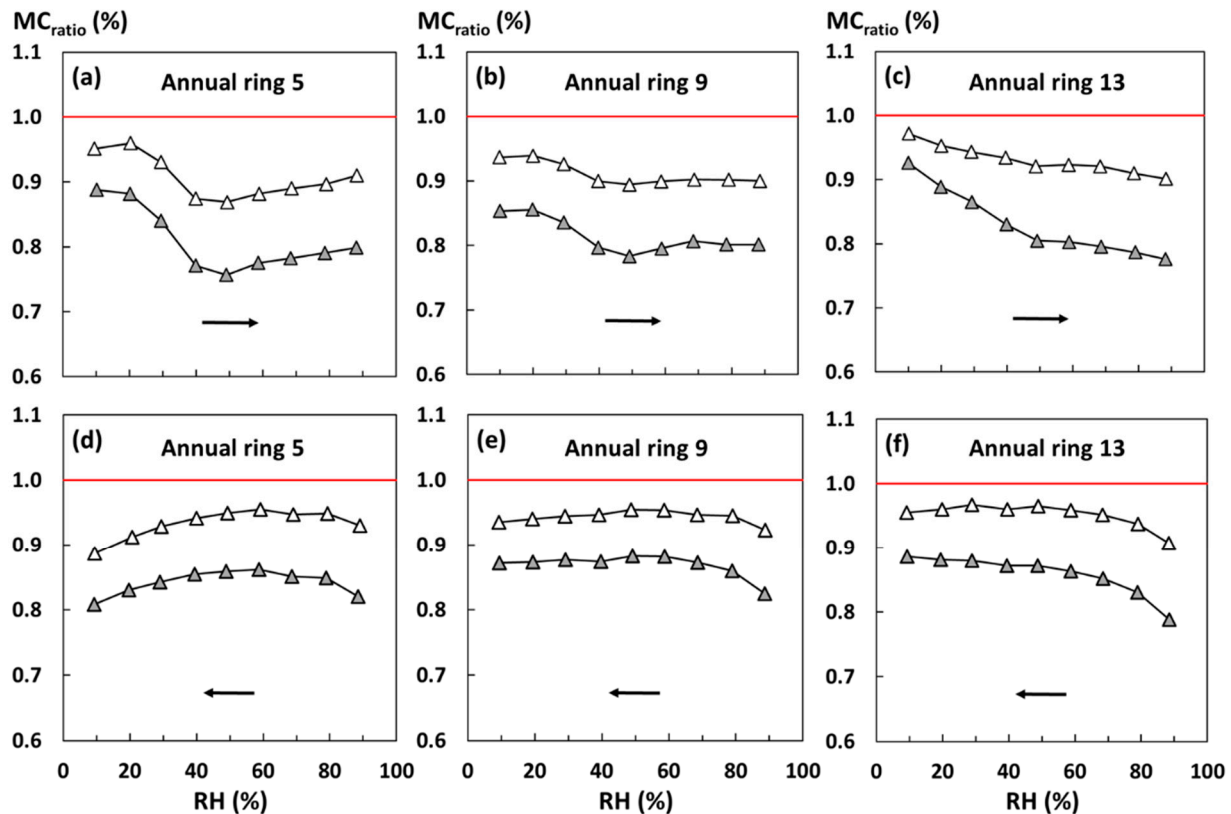 MCratio (%)
MCratio (%)
MCratio (%)
1.1
1.0
0.9
0.8
0.7
0.6
(a)
Annual ring 5
1.1
1.0
0.9
0.8
0.7
0.6
(b)
Annual ring 9
1.1
1.0
0.9
0.8
0.7
0.6
(c)
Annual ring 13
1.1
1.0
0.9
0.8
0.7
0.6
(d)
Annual ring 5
0 20 40 60 80 100
RH (%)
1.1
1.0
0.9
0.8
0.7
0.6
(e)
Annual ring 9
0 20 40 60 80 100
RH (%)
1.1
1.0
0.9
0.8
0.7
0.6
(f)
Annual ring 13
0 20 40 60 80 100
RH (%)